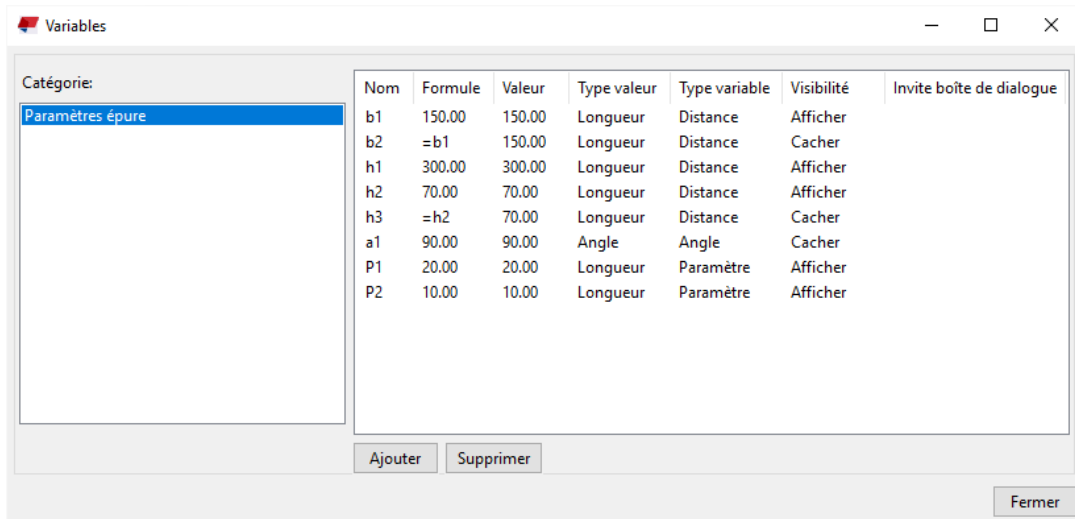 Variables
Catégorie:
Paramètres épure
Nom Formule Valeur Type valeur Type variable Visibilité Invite boîte de dialogue
b1 150.00 150.00 Longueur Distance Afficher
b2 =b1 150.00 Longueur Distance Cacher
h1 300.00 300.00 Longueur Distance Afficher
h2 70.00 70.00 Longueur Distance Afficher
h3 =h2 70.00 Longueur Distance Cacher
a1 90.00 90.00 Angle Angle Cacher
P1 20.00 20.00 Longueur Paramètre Afficher
P2 10.00 10.00 Longueur Paramètre Afficher
Ajouter Supprimer
Fermer